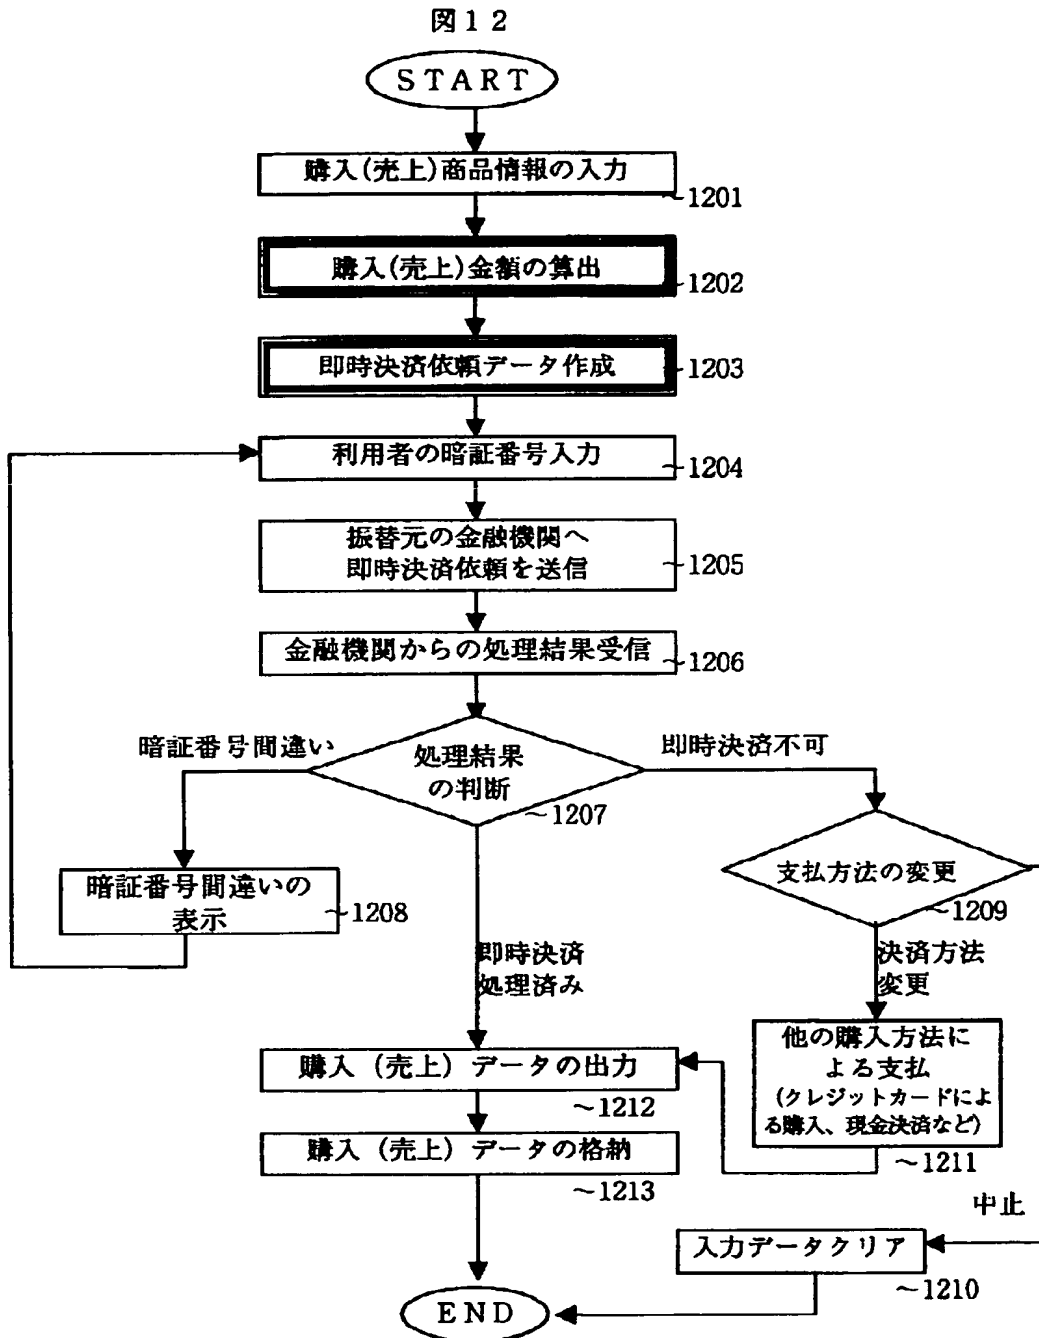 図12
START
購入(売上)商品情報の入力
~1201
購入(売上)金額の算出
~1202
即時決済依頼データ作成
~1203
利用者の暗証番号入力
~1204
振替元の金融機関へ
即時決済依頼を送信
~1205
金融機関からの処理結果受信
~1206
暗証番号間違い
処理結果
の判断
~1207
即時決済不可
暗証番号間違いの
表示
~1208
支払方法の変更
~1209
即時決済
処理済み
決済方法
変更
購入(売上)データの出力
~1212
他の購入方法に
よる支払
(クレジットカードによ
る購入、現金決済など)
~1211
購入(売上)データの格納
~1213
中止
入力データクリア
~1210
END